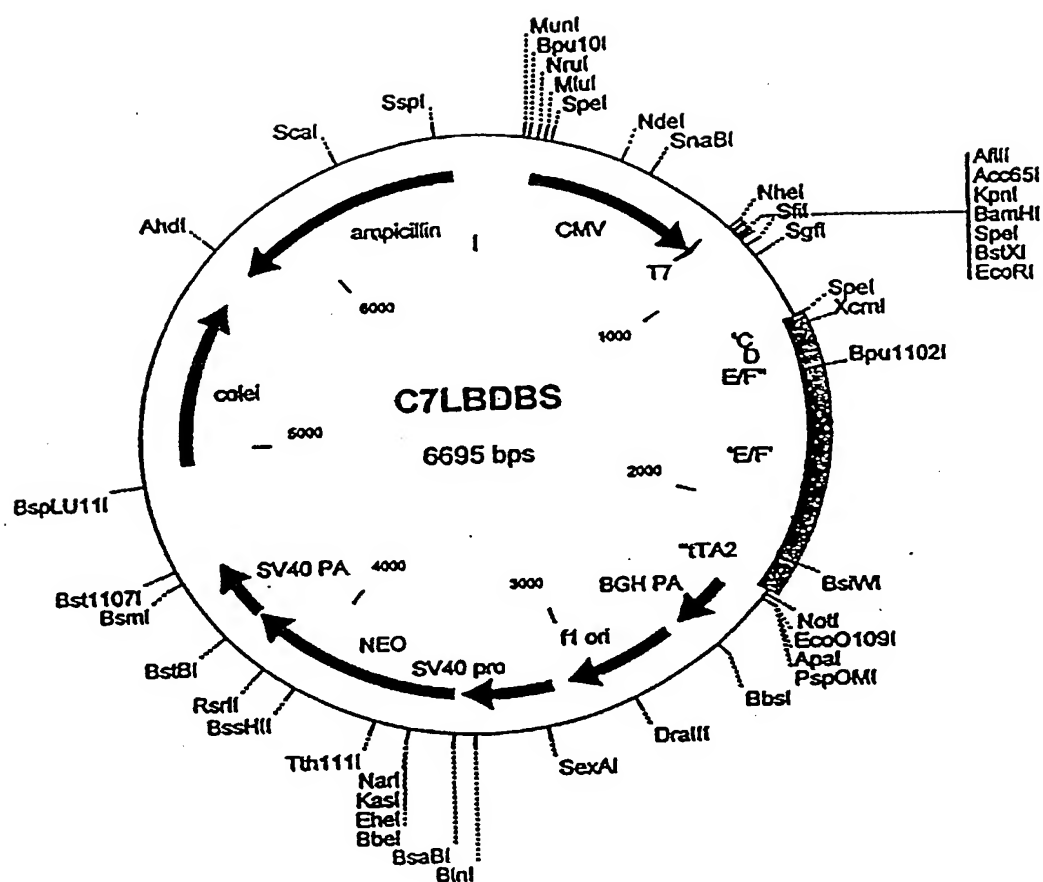 MunI
Bpu10I
NruI
MluI
SpeI
NdeI
SnaBI
NheI
SfiI
SgfI
AflII
Acc65I
KpnI
BamHI
SpeI
BstXI
EcoRI
SpeI
XcmI
Bpu1102I
BsiWI
NotI
EcoO109I
ApaI
PspOMI
BbsI
DraIII
SexAI
BlnI
BsaBI
NarI
KasI
EheI
BbeI
Tth111I
BssHII
RsrII
BstBI
Bst1107I
BsmI
BspLU11I
AhdI
ScaI
SspI
ampicillin
I
CMV
T7
6000
1000
"C
D
E/F"
colei
C7LBDBS
6695 bps
5000
"E/F'
2000
"tTA2
SV40 PA
4000
3000
BGH PA
f1 ori
NEO
SV40 pro